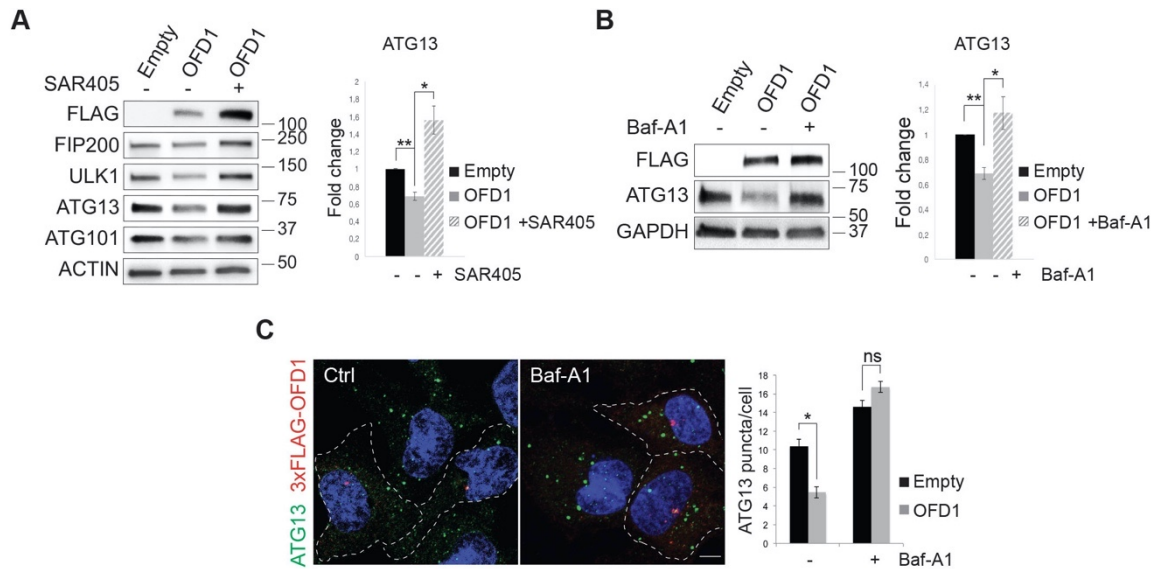 A
Empty
OFD1
OFD1
SAR405 - - +
FLAG
100
FIP200
250
ULK1
150
ATG13
75
ATG101
37
ACTIN
50
ATG13
Fold change
2
1,8
1,6
1,4
1,2
1
0,8
0,6
0,4
0,2
0
**
*
Empty
OFD1
OFD1 +SAR405
- - + SAR405
B
Empty
OFD1
OFD1
Baf-A1 - - +
FLAG
100
ATG13
75
50
GAPDH
37
ATG13
Fold change
1,4
1,2
1,0
0,8
0,6
0,4
0,2
0
**
*
Empty
OFD1
OFD1 +Baf-A1
- - + Baf-A1
C
ATG13 3xFLAG-OFD1
Ctrl
Baf-A1
ATG13 puncta/cell
18
16
14
12
10
8
6
4
2
0
*
ns
Empty
OFD1
- + Baf-A1